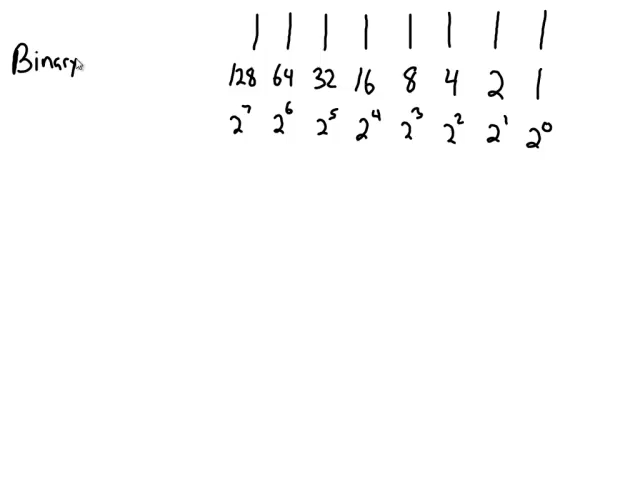 1 1 1 1 1 1 1 1
Binary
128 64 32 16 8 4 2 1
2⁷ 2⁶ 2⁵ 2⁴ 2³ 2² 2¹ 2⁰